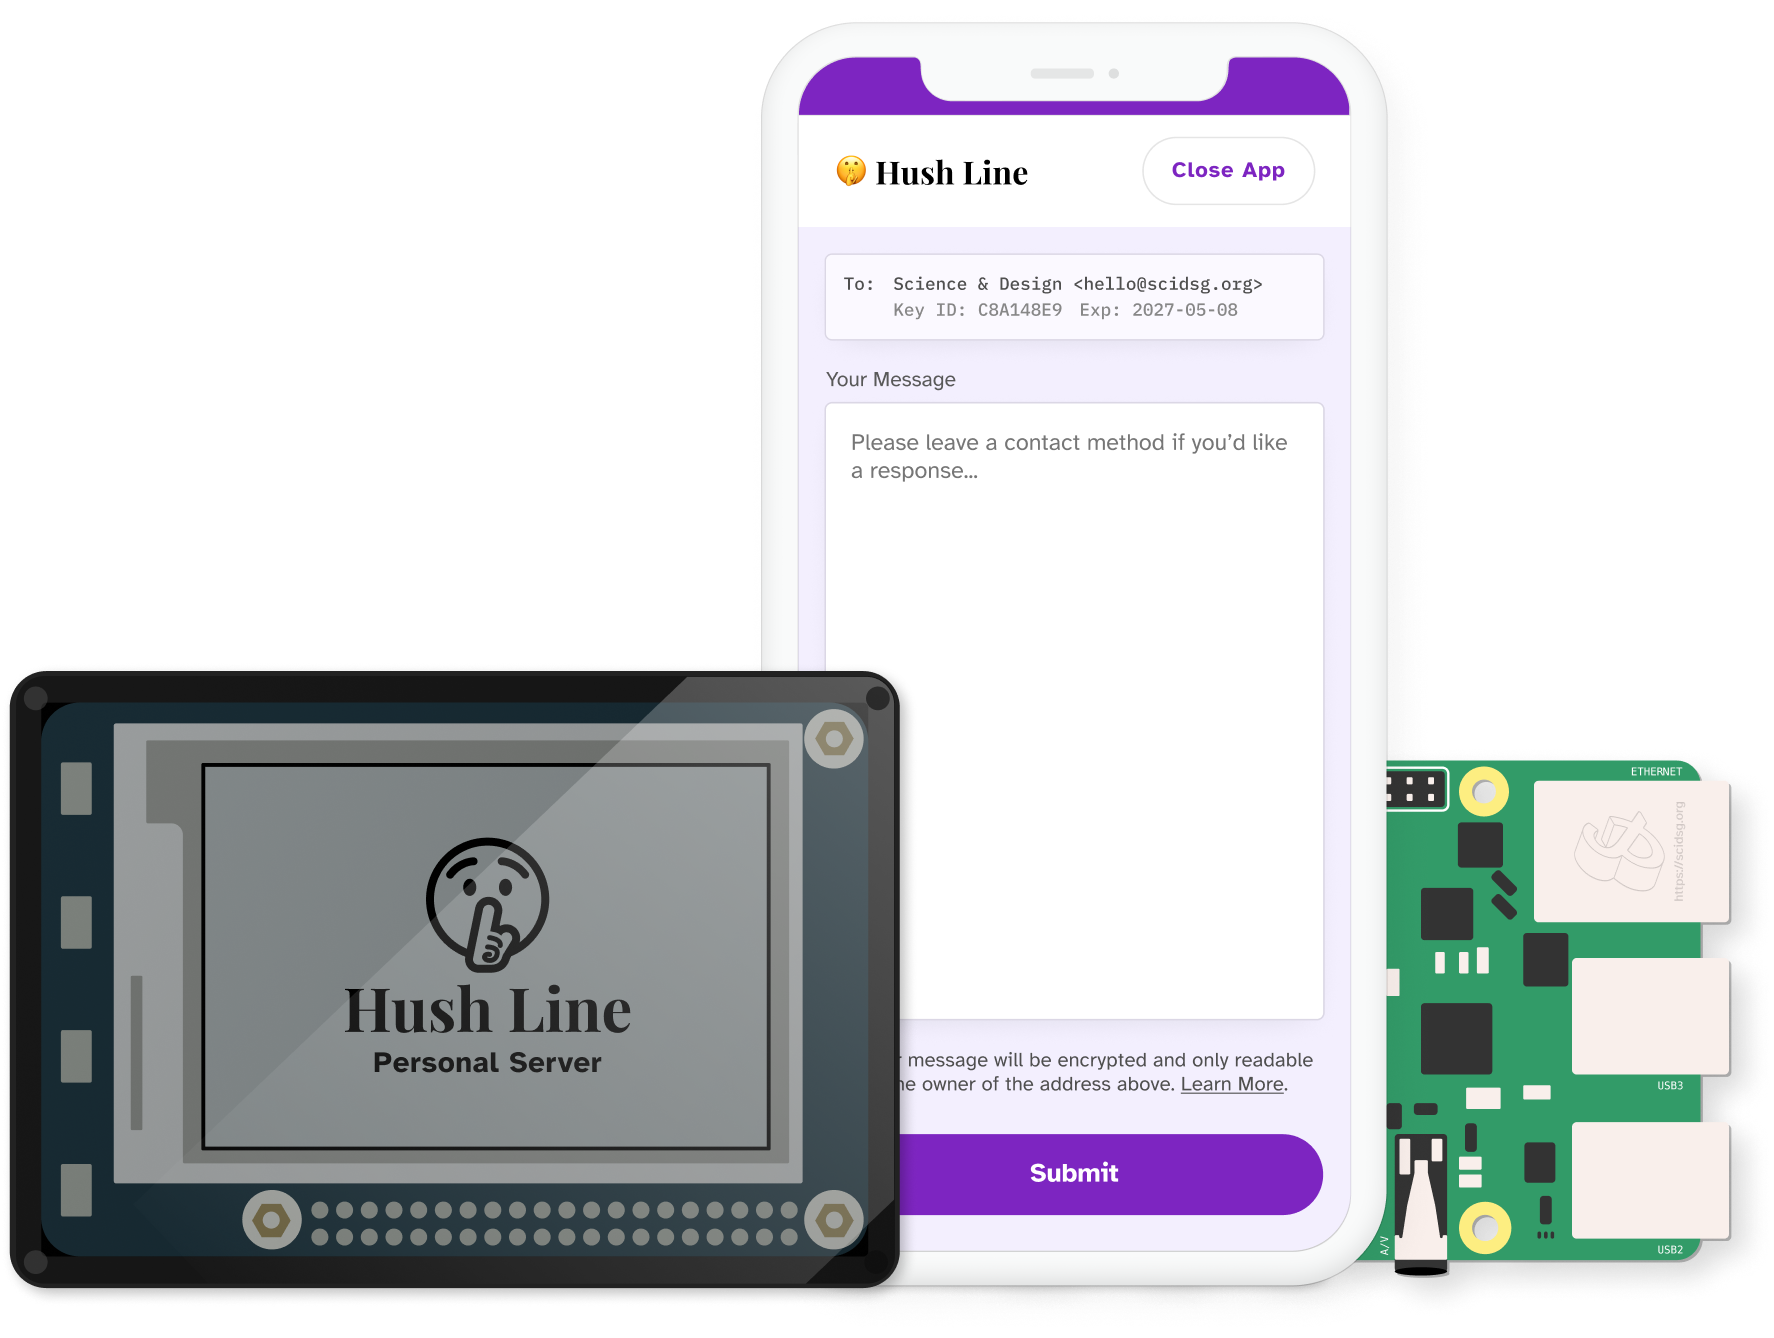 Hush Line
Close App
To: Science & Design <hello@scidsg.org>
Key ID: C8A148E9 Exp: 2027-05-08
Your Message
Please leave a contact method if you’d like
a response...
message will be encrypted and only readable
owner of the address above. Learn More.
Submit
Hush Line
Personal Server
ETHERNET
https://scidsg.org
USB3
USB2
A/V